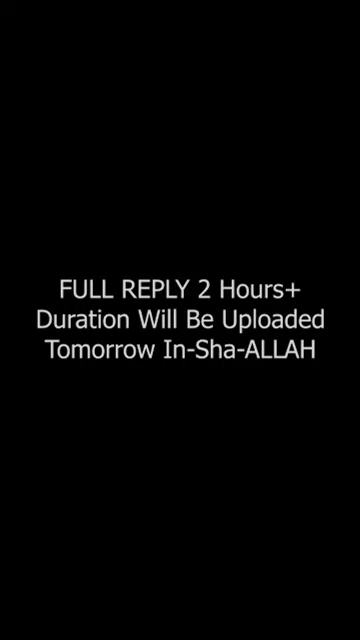 FULL REPLY 2 Hours+
Duration Will Be Uploaded
Tomorrow In-Sha-ALLAH